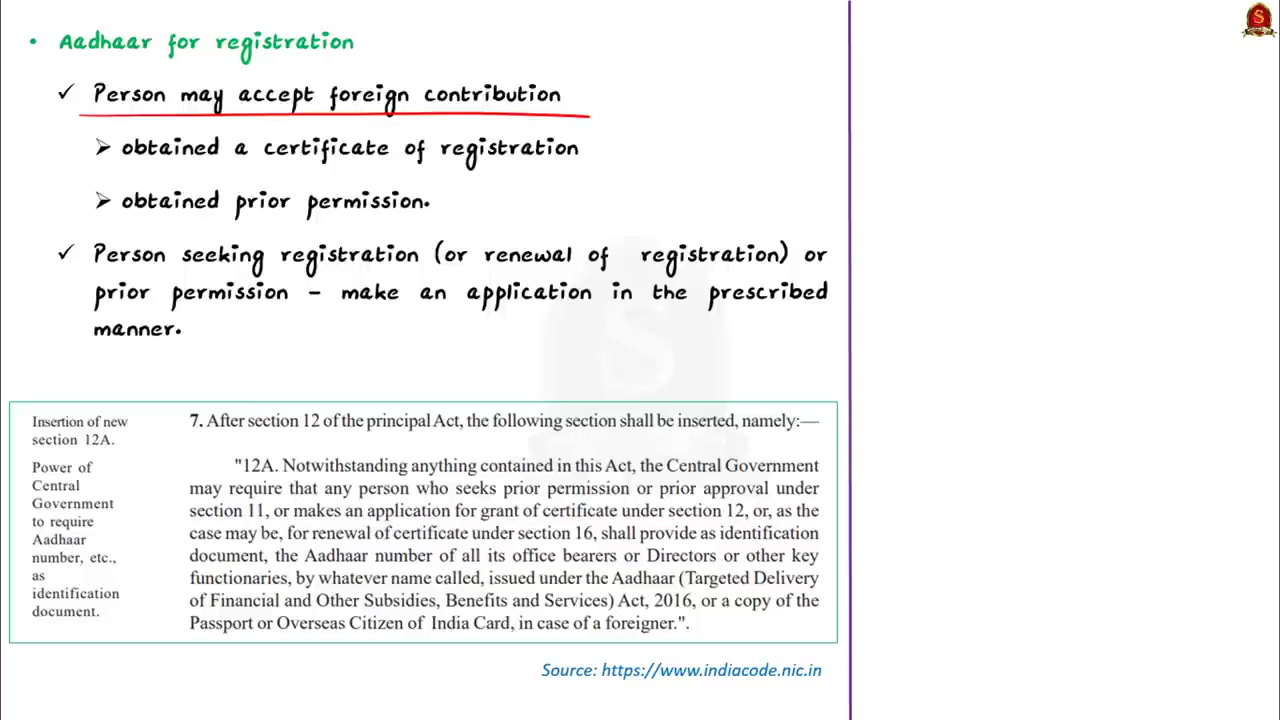 • Aadhaar for registration
✓ Person may accept foreign contribution
➢ obtained a certificate of registration
➢ obtained prior permission.
✓ Person seeking registration (or renewal of registration) or
prior permission – make an application in the prescribed
manner.
Insertion of new
section 12A.
Power of
Central
Government
to require
Aadhaar
number, etc.,
as
identification
document.
7. After section 12 of the principal Act, the following section shall be inserted, namely:—
"12A. Notwithstanding anything contained in this Act, the Central Government
may require that any person who seeks prior permission or prior approval under
section 11, or makes an application for grant of certificate under section 12, or, as the
case may be, for renewal of certificate under section 16, shall provide as identification
document, the Aadhaar number of all its office bearers or Directors or other key
functionaries, by whatever name called, issued under the Aadhaar (Targeted Delivery
of Financial and Other Subsidies, Benefits and Services) Act, 2016, or a copy of the
Passport or Overseas Citizen of India Card, in case of a foreigner.".
Source: https://www.indiacode.nic.in
S
S